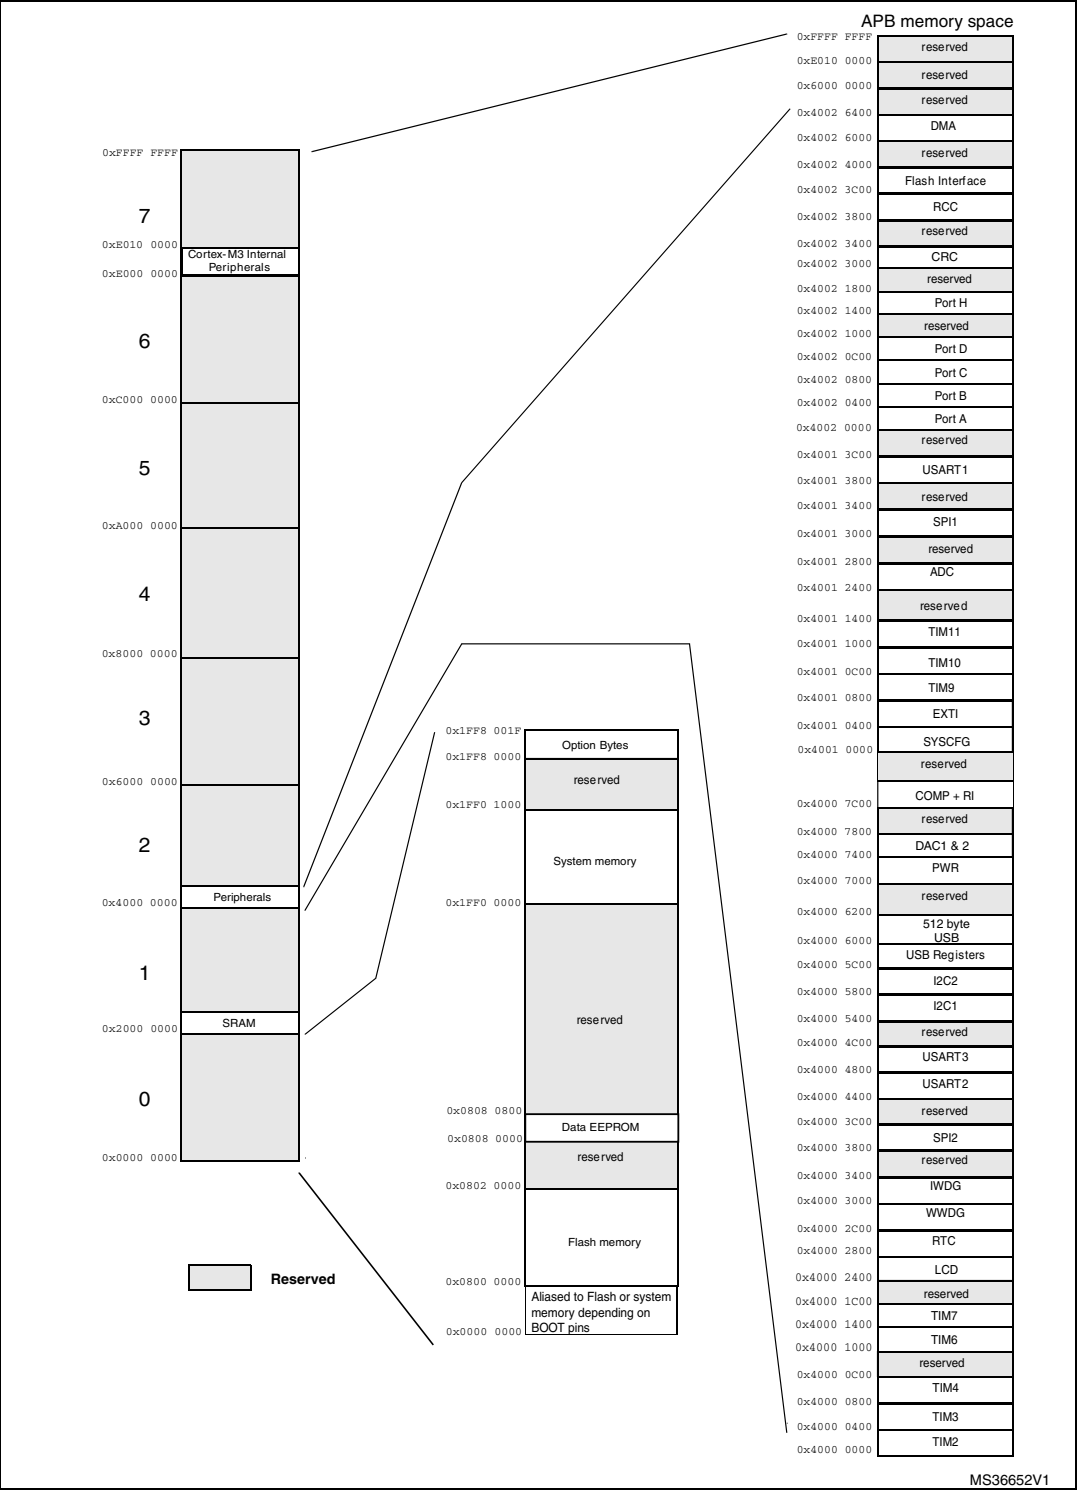 APB memory space
0xFFFF FFFF
reserved
0xE010 0000
reserved
0x6000 0000
reserved
0x4002 6400
DMA
0x4002 6000
reserved
0x4002 4000
Flash Interface
0x4002 3C00
RCC
0x4002 3800
reserved
0x4002 3400
CRC
0x4002 3000
reserved
0x4002 1800
Port H
0x4002 1400
reserved
0x4002 1000
Port D
0x4002 0C00
Port C
0x4002 0800
Port B
0x4002 0400
Port A
0x4002 0000
reserved
0x4001 3C00
USART1
0x4001 3800
reserved
0x4001 3400
SPI1
0x4001 3000
reserved
0x4001 2800
ADC
0x4001 2400
reserved
0x4001 1400
TIM11
0x4001 1000
TIM10
0x4001 0C00
TIM9
0x4001 0800
EXTI
0x4001 0400
SYSCFG
0x4001 0000
reserved
COMP + RI
0x4000 7C00
reserved
0x4000 7800
DAC1 & 2
0x4000 7400
PWR
0x4000 7000
reserved
0x4000 6200
512 byte
USB
0x4000 6000
USB Registers
0x4000 5C00
I2C2
0x4000 5800
I2C1
0x4000 5400
reserved
0x4000 4C00
USART3
0x4000 4800
USART2
0x4000 4400
reserved
0x4000 3C00
SPI2
0x4000 3800
reserved
0x4000 3400
IWDG
0x4000 3000
WWDG
0x4000 2C00
RTC
0x4000 2800
LCD
0x4000 2400
reserved
0x4000 1C00
TIM7
0x4000 1400
TIM6
0x4000 1000
reserved
0x4000 0C00
TIM4
0x4000 0800
TIM3
0x4000 0400
TIM2
0x4000 0000
0xFFFF FFFF
7
0xE010 0000
Cortex-M3 Internal
Peripherals
0xE000 0000
6
0xC000 0000
5
0xA000 0000
4
0x8000 0000
3
0x6000 0000
2
Peripherals
0x4000 0000
1
SRAM
0x2000 0000
0
0x0000 0000
Reserved
0x1FF8 001F
Option Bytes
0x1FF8 0000
reserved
0x1FF0 1000
System memory
0x1FF0 0000
reserved
0x0808 0800
Data EEPROM
0x0808 0000
reserved
0x0802 0000
Flash memory
0x0800 0000
Aliased to Flash or system
memory depending on
BOOT pins
0x0000 0000
MS36652V1